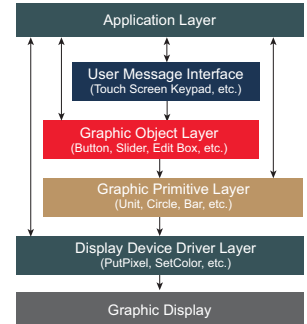 Application Layer
User Message Interface
(Touch Screen Keypad, etc.)
Graphic Object Layer
(Button, Slider, Edit Box, etc.)
Graphic Primitive Layer
(Unit, Circle, Bar, etc.)
Display Device Driver Layer
(PutPixel, SetColor, etc.)
Graphic Display